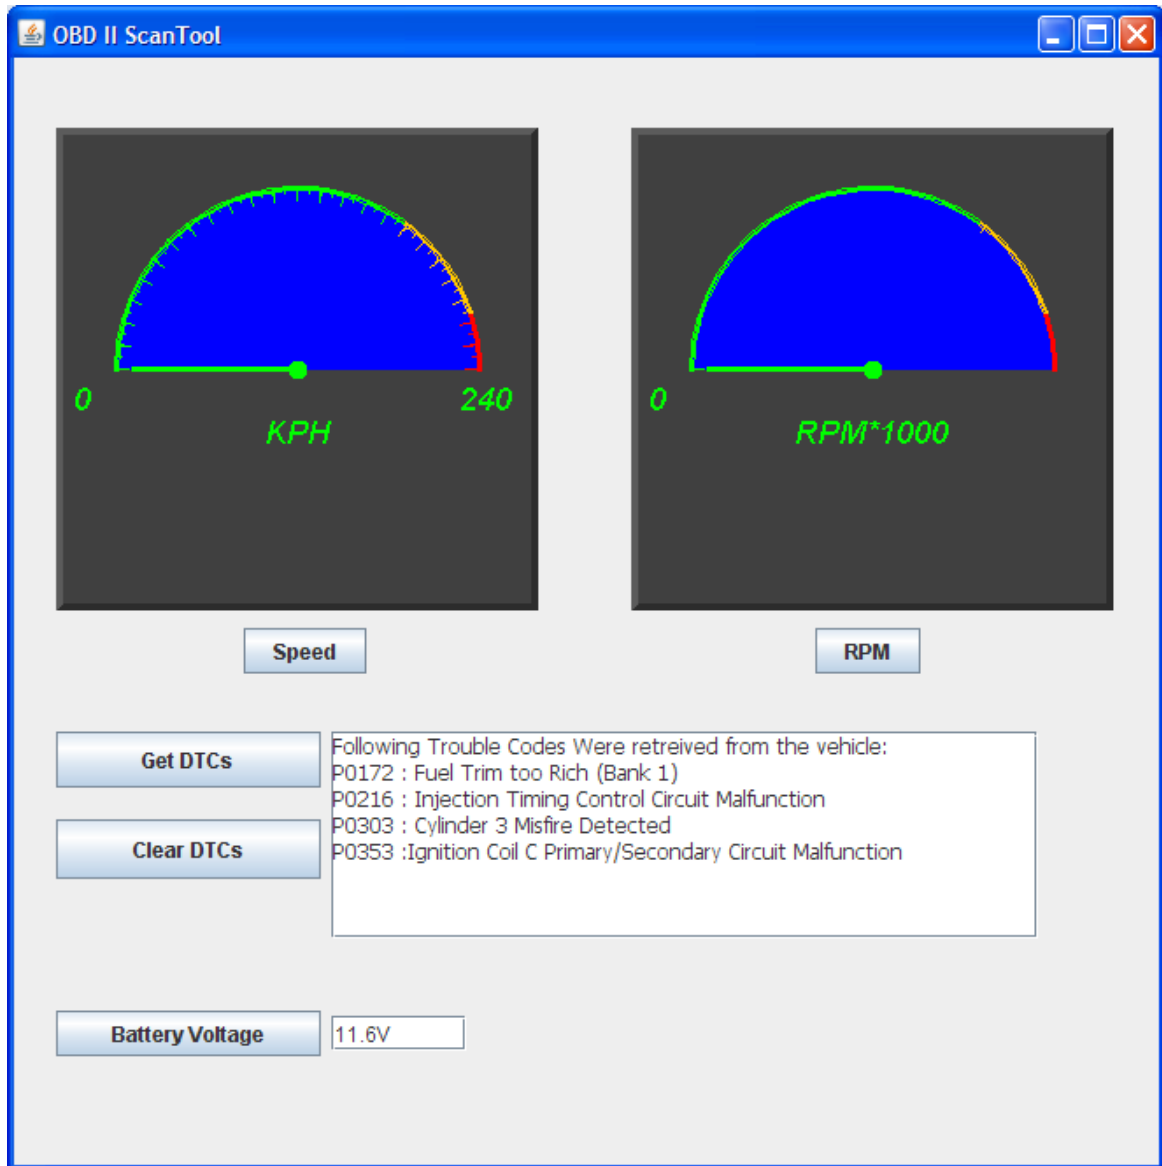 OBD II ScanTool
0
240
KPH
0
RPM*1000
Speed
RPM
Get DTCs
Clear DTCs
Following Trouble Codes Were retreived from the vehicle:
P0172 : Fuel Trim too Rich (Bank 1)
P0216 : Injection Timing Control Circuit Malfunction
P0303 : Cylinder 3 Misfire Detected
P0353 :Ignition Coil C Primary/Secondary Circuit Malfunction
Battery Voltage
11.6V